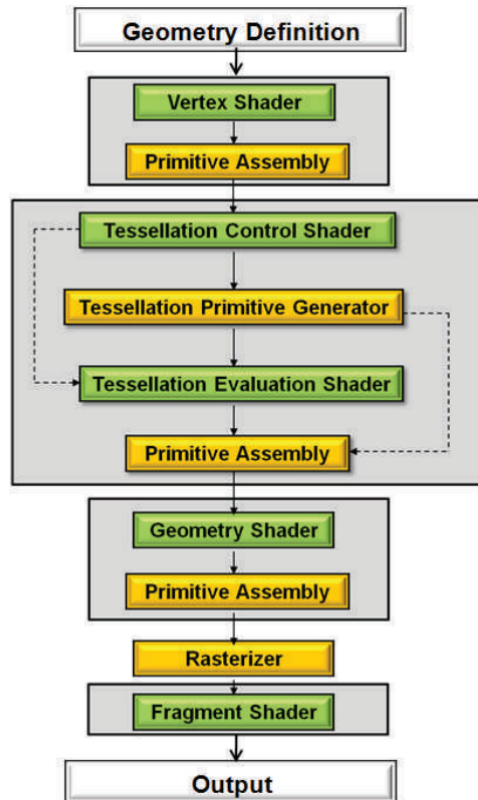 Geometry Definition
Vertex Shader
Primitive Assembly
Tessellation Control Shader
Tessellation Primitive Generator
Tessellation Evaluation Shader
Primitive Assembly
Geometry Shader
Primitive Assembly
Rasterizer
Fragment Shader
Output